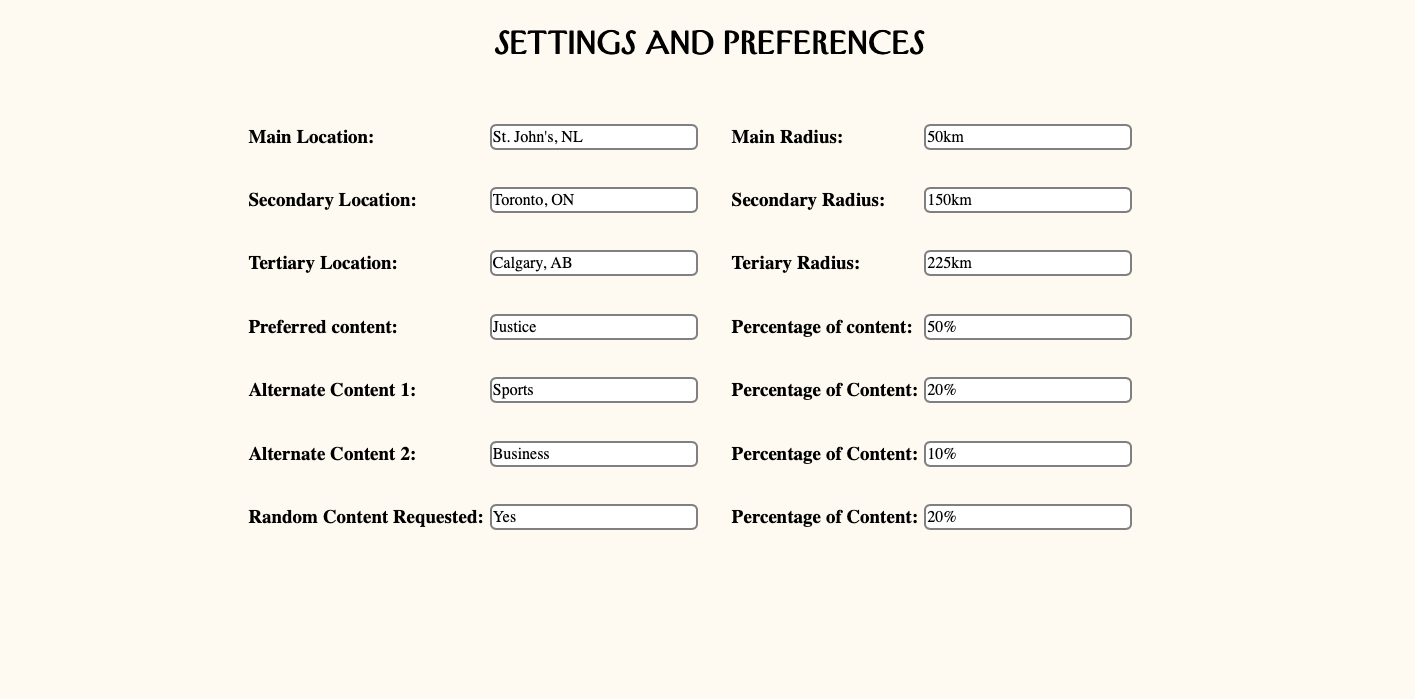 SETTINGS AND PREFERENCES
Main Location: St. John's, NL Main Radius: 50km
Secondary Location: Toronto, ON Secondary Radius: 150km
Tertiary Location: Calgary, AB Teriary Radius: 225km
Preferred content: Justice Percentage of content: 50%
Alternate Content 1: Sports Percentage of Content: 20%
Alternate Content 2: Business Percentage of Content: 10%
Random Content Requested: Yes Percentage of Content: 20%